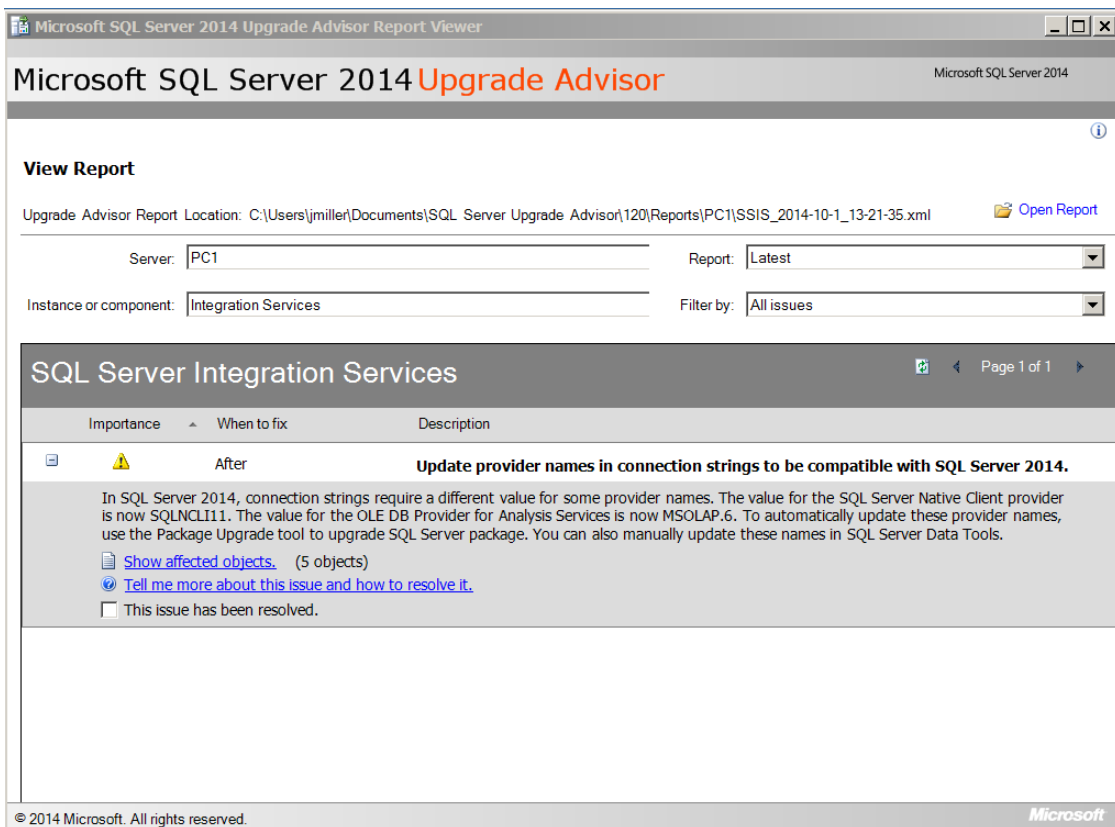 Microsoft SQL Server 2014 Upgrade Advisor Report Viewer
Microsoft SQL Server 2014 Upgrade Advisor
Microsoft SQL Server 2014
View Report
Upgrade Advisor Report Location: C:\Users\jmiller\Documents\SQL Server Upgrade Advisor\120\Reports\PC1\SSIS_2014-10-1_13-21-35.xml
Open Report
Server: PC1
Report: Latest
Instance or component: Integration Services
Filter by: All issues
SQL Server Integration Services
Page 1 of 1
Importance When to fix Description
After Update provider names in connection strings to be compatible with SQL Server 2014.
In SQL Server 2014, connection strings require a different value for some provider names. The value for the SQL Server Native Client provider
is now SQLNCLI11. The value for the OLE DB Provider for Analysis Services is now MSOLAP.6. To automatically update these provider names,
use the Package Upgrade tool to upgrade SQL Server package. You can also manually update these names in SQL Server Data Tools.
Show affected objects. (5 objects)
Tell me more about this issue and how to resolve it.
This issue has been resolved.
© 2014 Microsoft. All rights reserved.
Microsoft